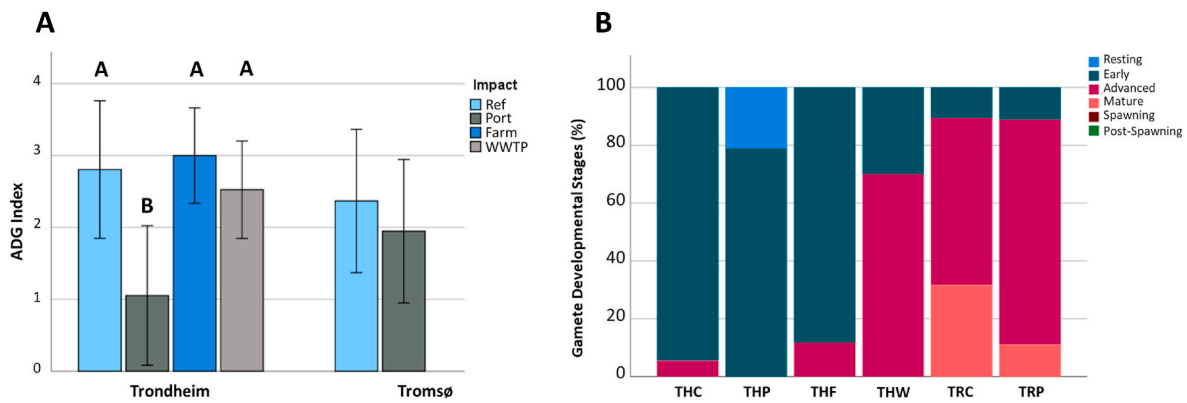 A
B
A
A
A
B
4
3
2
1
0
ADG Index
Impact
Ref
Port
Farm
WWTP
Trondheim
Tromsø
100
80
60
40
20
0
Gamete Developmental Stages (%)
Resting
Early
Advanced
Mature
Spawning
Post-Spawning
THC
THP
THF
THW
TRC
TRP